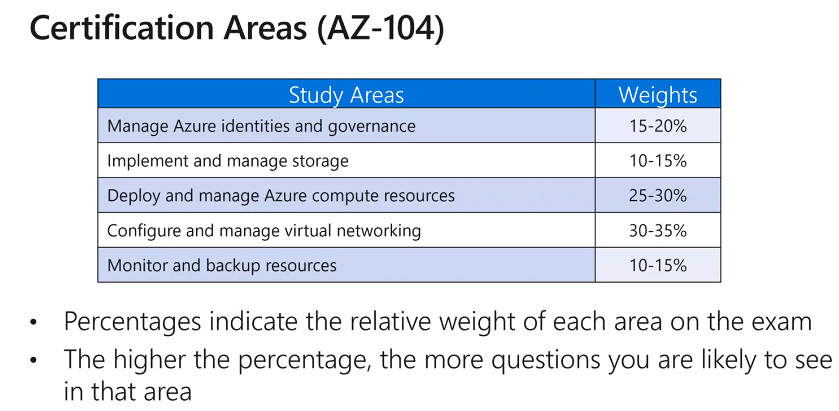 Certification Areas (AZ-104)
Study Areas Weights
Manage Azure identities and governance 15-20%
Implement and manage storage 10-15%
Deploy and manage Azure compute resources 25-30%
Configure and manage virtual networking 30-35%
Monitor and backup resources 10-15%
• Percentages indicate the relative weight of each area on the exam
• The higher the percentage, the more questions you are likely to see
in that area